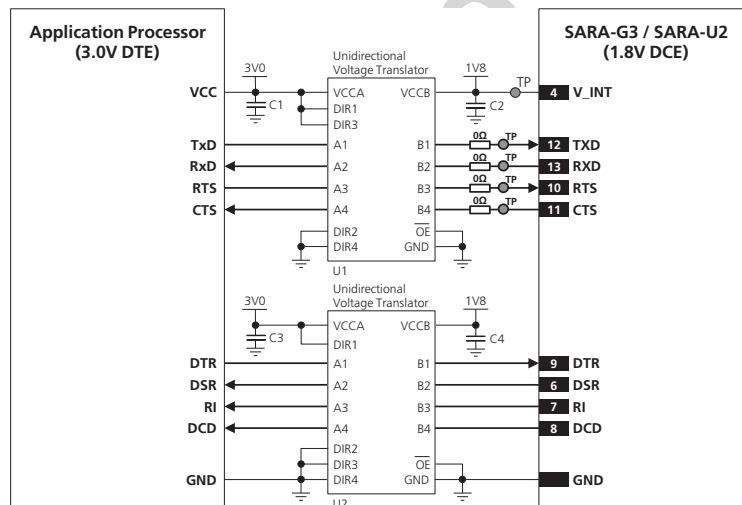 Application Processor
(3.0V DTE)
SARA-G3 / SARA-U2
(1.8V DCE)
Unidirectional
Voltage Translator
3V0
1V8
TP
VCC
C1
VCCA
VCCB
C2
4 V_INT
DIR1
DIR3
0Ω TP
TxD A1 B1 12 TXD
0Ω TP
RxD A2 B2 13 RXD
0Ω TP
RTS A3 B3 10 RTS
0Ω TP
CTS A4 B4 11 CTS
DIR2 OE
DIR4 GND
U1
Unidirectional
Voltage Translator
3V0
1V8
VCCA VCCB
C3
C4
DIR1
DTR A1 B1 9 DTR
DSR A2 B2 6 DSR
RI A3 B3 7 RI
DCD A4 B4 8 DCD
DIR2
DIR3 OE
GND DIR4 GND GND
U2